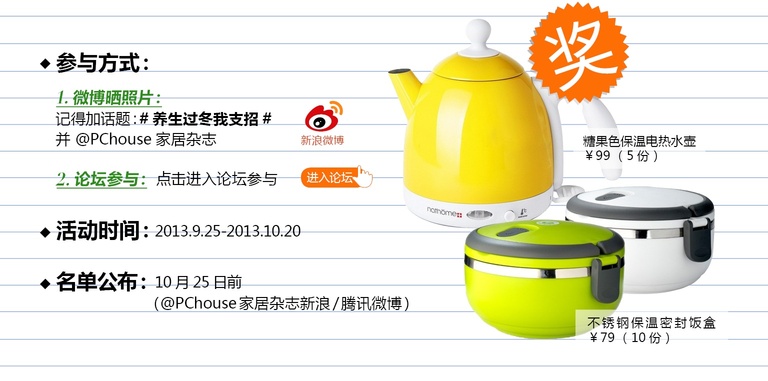 奖
◆ 参与方式：
1. 微博晒照片：
记得加话题：# 养生过冬我支招 #
并 @PChouse 家居杂志
新浪微博
2. 论坛参与： 点击进入论坛参与
进入论坛
◆ 活动时间：2013.9.25-2013.10.20
◆ 名单公布：10 月 25 日前
（@PChouse 家居杂志新浪 / 腾讯微博）
糖果色保温电热水壶
￥99 （ 5 份）
nathome
不锈钢保温密封饭盒
￥79 （ 10 份）